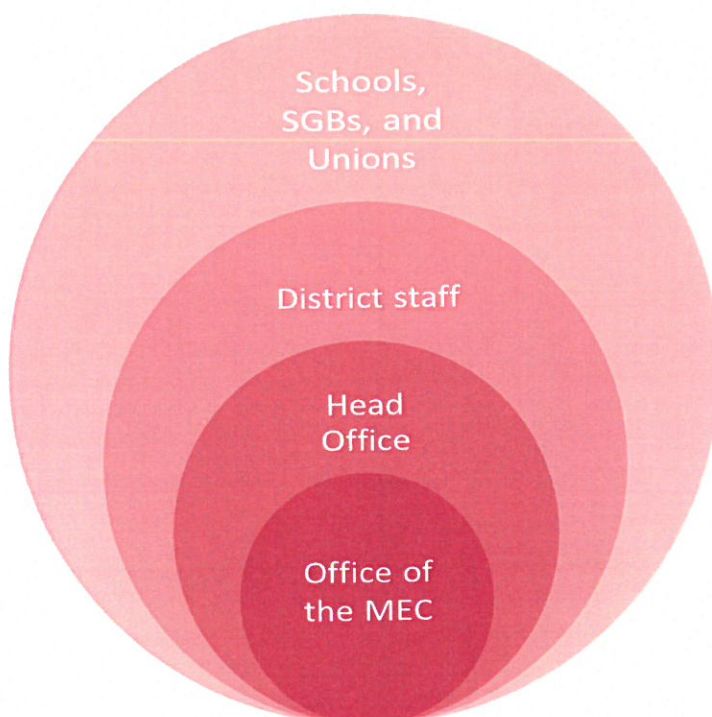 Schools,
SGBs, and
Unions
District staff
Head
Office
Office of
the MEC